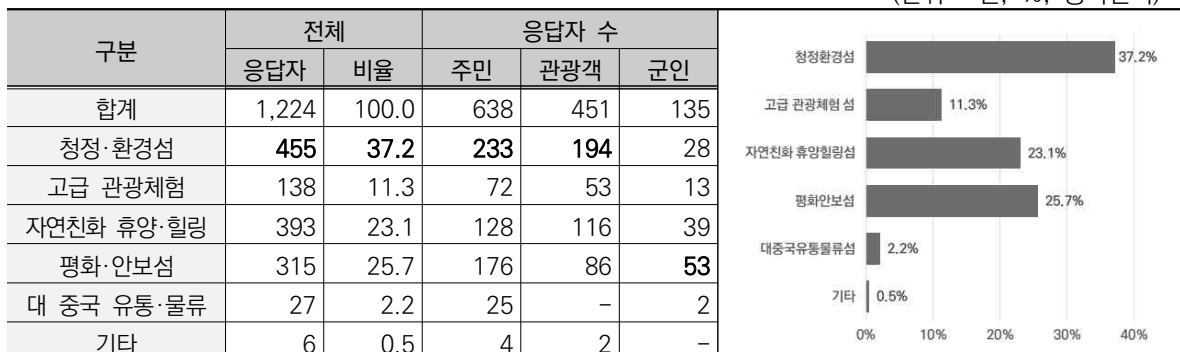 구분 전체 응답자 수
응답자 비율 주민 관광객 군인
합계 1,224 100.0 638 451 135
청정·환경섬 455 37.2 233 194 28
고급 관광체험 138 11.3 72 53 13
자연친화 휴양·힐링 393 23.1 128 116 39
평화·안보섬 315 25.7 176 86 53
대 중국 유통·물류 27 2.2 25 - 2
기타 6 0.5 4 2 -
청정환경섬 37.2%
고급 관광체험 섬 11.3%
자연친화 휴양힐링섬 23.1%
평화안보섬 25.7%
대중국유통물류섬 2.2%
기타 0.5%
0% 10% 20% 30% 40%